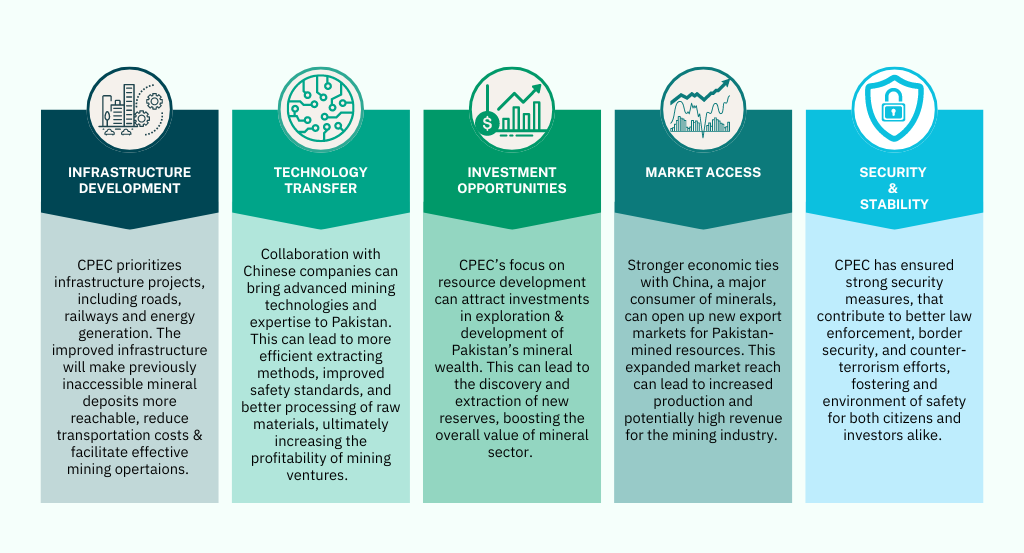 INFRASTRUCTURE
DEVELOPMENT
CPEC prioritizes
infrastructure projects,
including roads,
railways and energy
generation. The
improved infrastructure
will make previously
inaccessible mineral
deposits more
reachable, reduce
transportation costs &
facilitate effective
mining opertaions.
TECHNOLOGY
TRANSFER
Collaboration with
Chinese companies can
bring advanced mining
technologies and
expertise to Pakistan.
This can lead to more
efficient extracting
methods, improved
safety standards, and
better processing of raw
materials, ultimately
increasing the
profitability of mining
ventures.
$
INVESTMENT
OPPORTUNITIES
CPEC’s focus on
resource development
can attract investments
in exploration &
development of
Pakistan’s mineral
wealth. This can lead to
the discovery and
extraction of new
reserves, boosting the
overall value of mineral
sector.
MARKET ACCESS
Stronger economic ties
with China, a major
consumer of minerals,
can open up new export
markets for Pakistan-
mined resources. This
expanded market reach
can lead to increased
production and
potentially high revenue
for the mining industry.
SECURITY
&
STABILITY
CPEC has ensured
strong security
measures, that
contribute to better law
enforcement, border
security, and counter-
terrorism efforts,
fostering and
environment of safety
for both citizens and
investors alike.